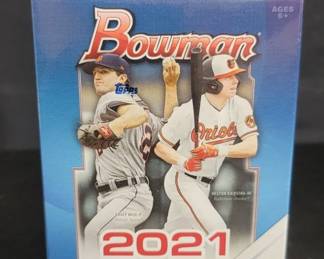 AGES
6+
Bowman
TOPPS
Orioles
2021